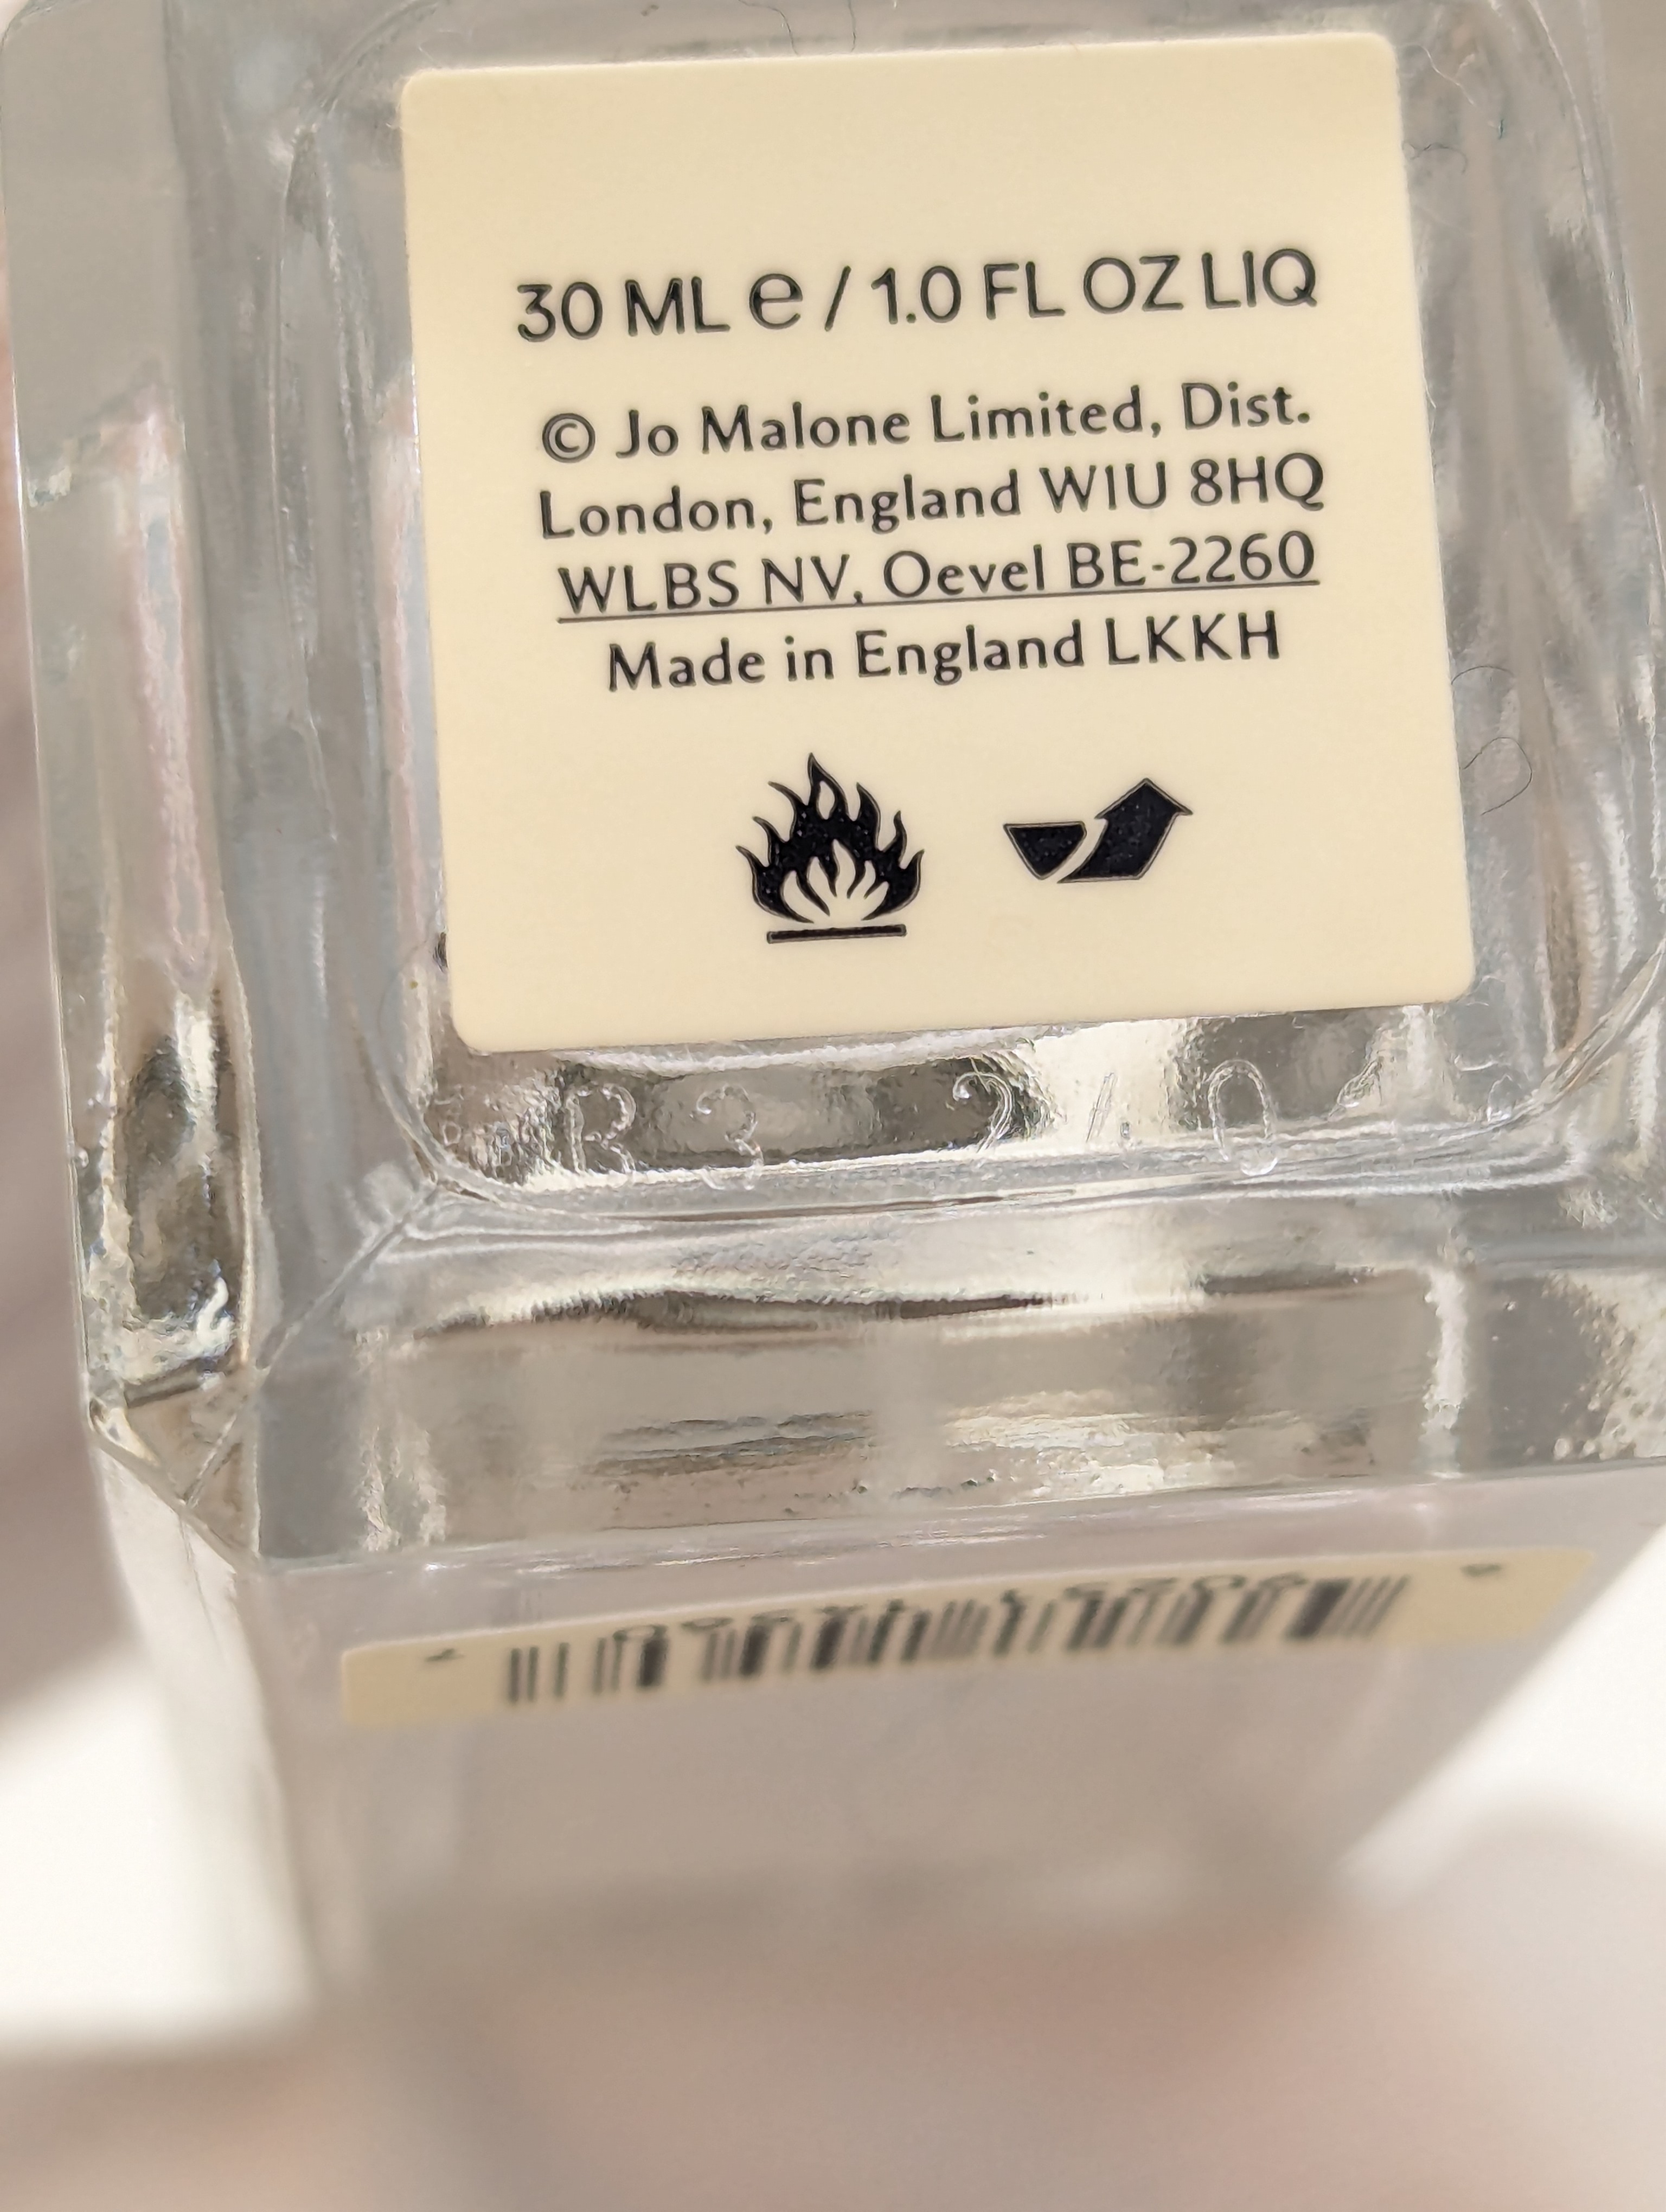 30 ML e / 1.0 FL OZ LIQ
© Jo Malone Limited, Dist.
London, England W1U 8HQ
WLBS NV, Oevel BE-2260
Made in England LKKH